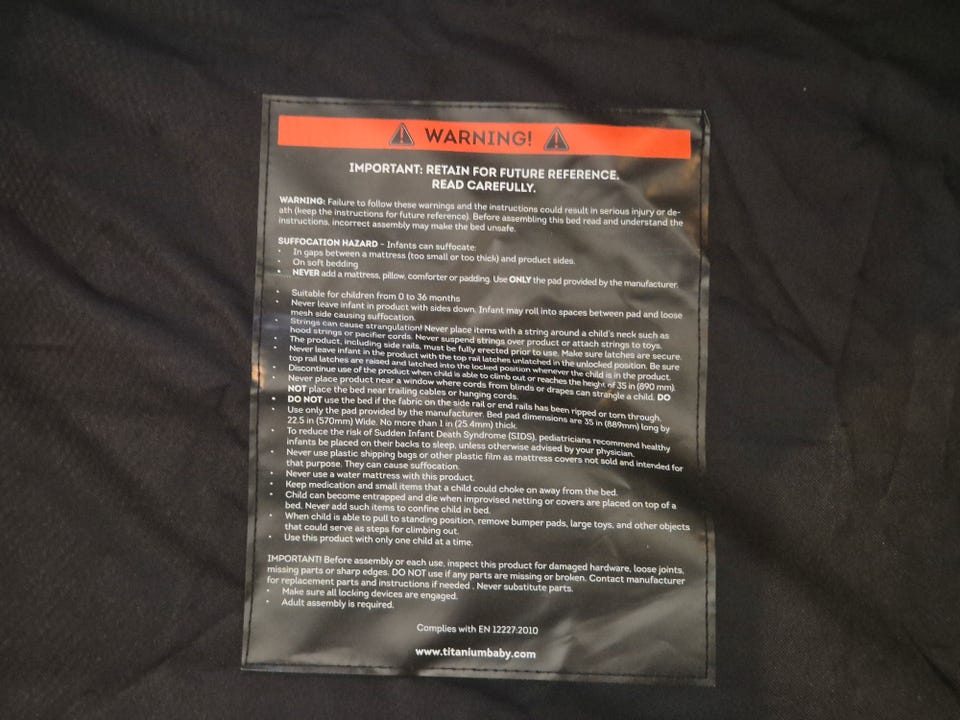 WARNING!
IMPORTANT: RETAIN FOR FUTURE REFERENCE.
READ CAREFULLY.
WARNING: Failure to follow these warnings and the instructions could result in serious injury or de-
ath (keep the instructions for future reference). Before assembling this bed read and understand the
instructions, incorrect assembly may make the bed unsafe.
SUFFOCATION HAZARD - Infants can suffocate:
• In gaps between a mattress (too small or too thick) and product sides.
• On soft bedding
• NEVER add a mattress, pillow, comforter or padding. Use ONLY the pad provided by the manufacturer.
• Suitable for children from 0 to 36 months
• Never leave infant in product with sides down. Infant may roll into spaces between pad and loose
mesh side causing suffocation.
• Strings can cause strangulation! Never place items with a string around a child's neck such as
hood strings or pacifier cords. Never suspend strings over product or attach strings to toys.
• The product, including side rails, must be fully erected prior to use. Make sure latches are secure.
• Never leave infant in the product with the top rail latches unlatched in the unlocked position. Be sure
top rail latches are raised and latched into the locked position whenever the child is in the product.
• Discontinue use of the product when child is able to climb out or reaches the height of 35 in (890 mm).
Never place product near a window where cords from blinds or drapes can strangle a child. DO
NOT place the bed near trailing cables or hanging cords.
• DO NOT use the bed if the fabric on the side rail or end rails has been ripped or torn through.
• Use only the pad provided by the manufacturer. Bed pad dimensions are 35 in (889mm) long by
22.5 in (570mm) Wide. No more than 1 in (25.4mm) thick.
• To reduce the risk of Sudden Infant Death Syndrome (SIDS), pediatricians recommend healthy
infants be placed on their backs to sleep, unless otherwise advised by your physician.
• Never use plastic shipping bags or other plastic film as mattress covers not sold and intended for
that purpose. They can cause suffocation.
• Never use a water mattress with this product.
• Keep medication and small items that a child could choke on away from the bed.
• Child can become entrapped and die when improvised netting or covers are placed on top of a
bed. Never add such items to confine child in bed.
• When child is able to pull to standing position, remove bumper pads, large toys, and other objects
that could serve as steps for climbing out.
• Use this product with only one child at a time.
IMPORTANT! Before assembly or each use, inspect this product for damaged hardware, loose joints,
missing parts or sharp edges. DO NOT use if any parts are missing or broken. Contact manufacturer
for replacement parts and instructions if needed . Never substitute parts.
• Make sure all locking devices are engaged.
• Adult assembly is required.
Complies with EN 12227:2010
www.titaniumbaby.com